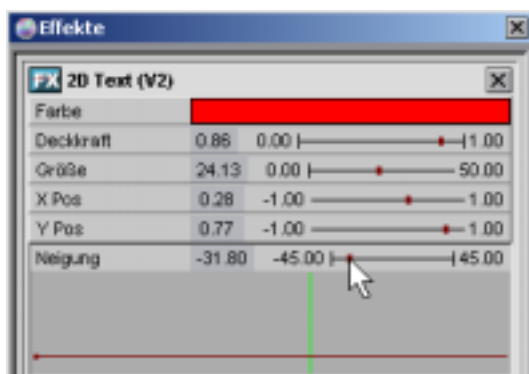 Effekte
FX 2D Text (V2)
Farbe
Deckkraft 0.86 0.00 1.00
Größe 24.13 0.00 50.00
X Pos 0.28 -1.00 1.00
Y Pos 0.77 -1.00 1.00
Neigung -31.80 -45.00 45.00